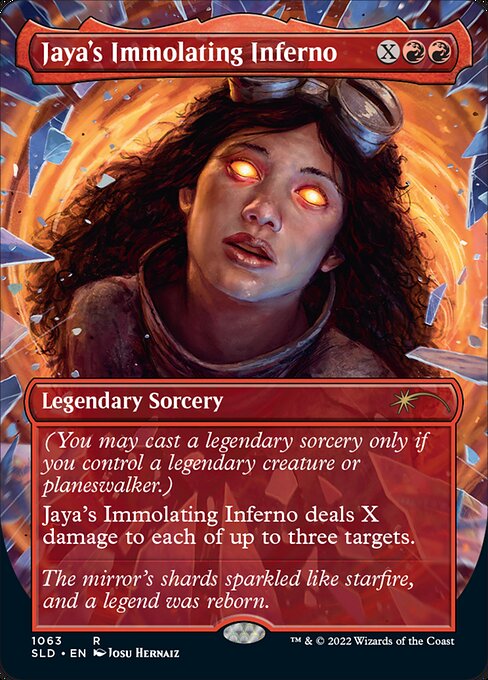 Jaya's Immolating Inferno X
Legendary Sorcery
(You may cast a legendary sorcery only if
you control a legendary creature or
planeswalker.)
Jaya's Immolating Inferno deals X
damage to each of up to three targets.
The mirror's shards sparkled like starfire,
and a legend was reborn.
1063 R
SLD • EN Josu Hernaiz
™ & © 2022 Wizards of the Coast